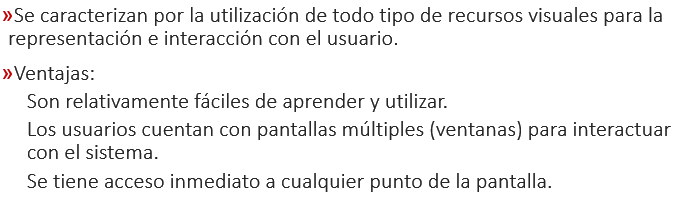 »Se caracterizan por la utilización de todo tipo de recursos visuales para la
representación e interacción con el usuario.
»Ventajas:
Son relativamente fáciles de aprender y utilizar.
Los usuarios cuentan con pantallas múltiples (ventanas) para interactuar
con el sistema.
Se tiene acceso inmediato a cualquier punto de la pantalla.